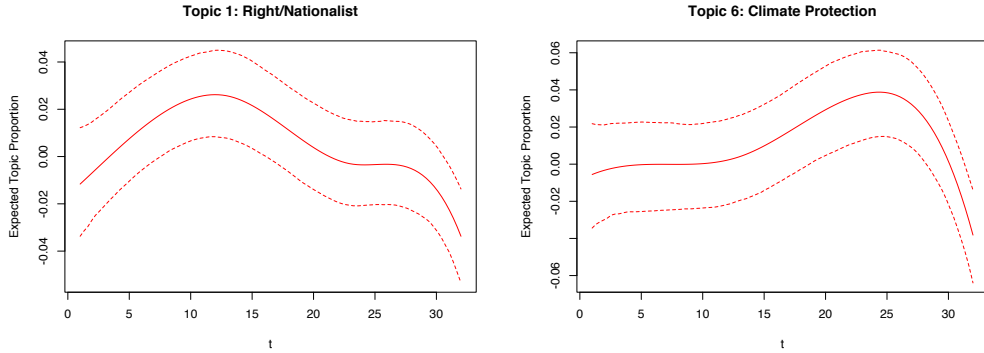 Topic 1: Right/Nationalist
Expected Topic Proportion
0.04
0.02
0.00
-0.02
-0.04
0 5 10 15 20 25 30
t
Topic 6: Climate Protection
Expected Topic Proportion
0.06
0.04
0.02
0.00
-0.02
-0.06
0 5 10 15 20 25 30
t